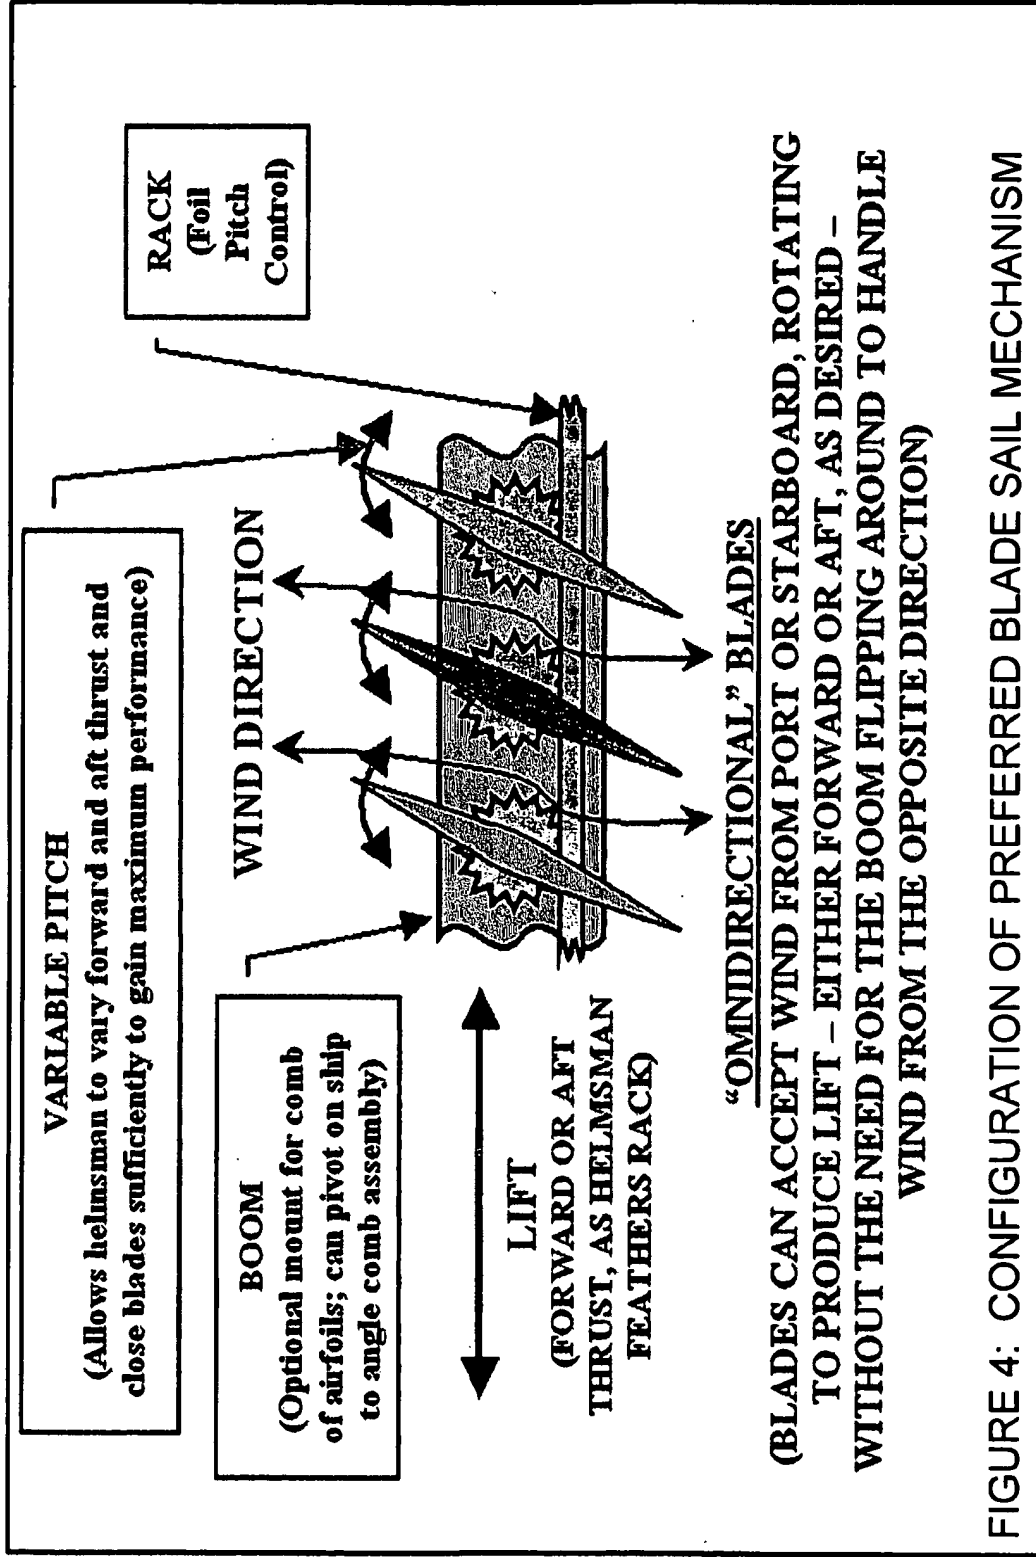 VARIABLE PITCH
(Allows helmsman to vary forward and aft thrust and
close blades sufficiently to gain maximum performance)
BOOM
(Optional mount for comb
of airfoils; can pivot on ship
to angle comb assembly)
WIND DIRECTION
RACK
(Foil
Pitch
Control)
LIFT
(FORWARD OR AFT
THRUST, AS HELMSMAN
FEATHERS RACK)
"OMNIDIRECTIONAL" BLADES
(BLADES CAN ACCEPT WIND FROM PORT OR STARBOARD, ROTATING
TO PRODUCE LIFT – EITHER FORWARD OR AFT, AS DESIRED –
WITHOUT THE NEED FOR THE BOOM FLIPPING AROUND TO HANDLE
WIND FROM THE OPPOSITE DIRECTION)
FIGURE 4: CONFIGURATION OF PREFERRED BLADE SAIL MECHANISM